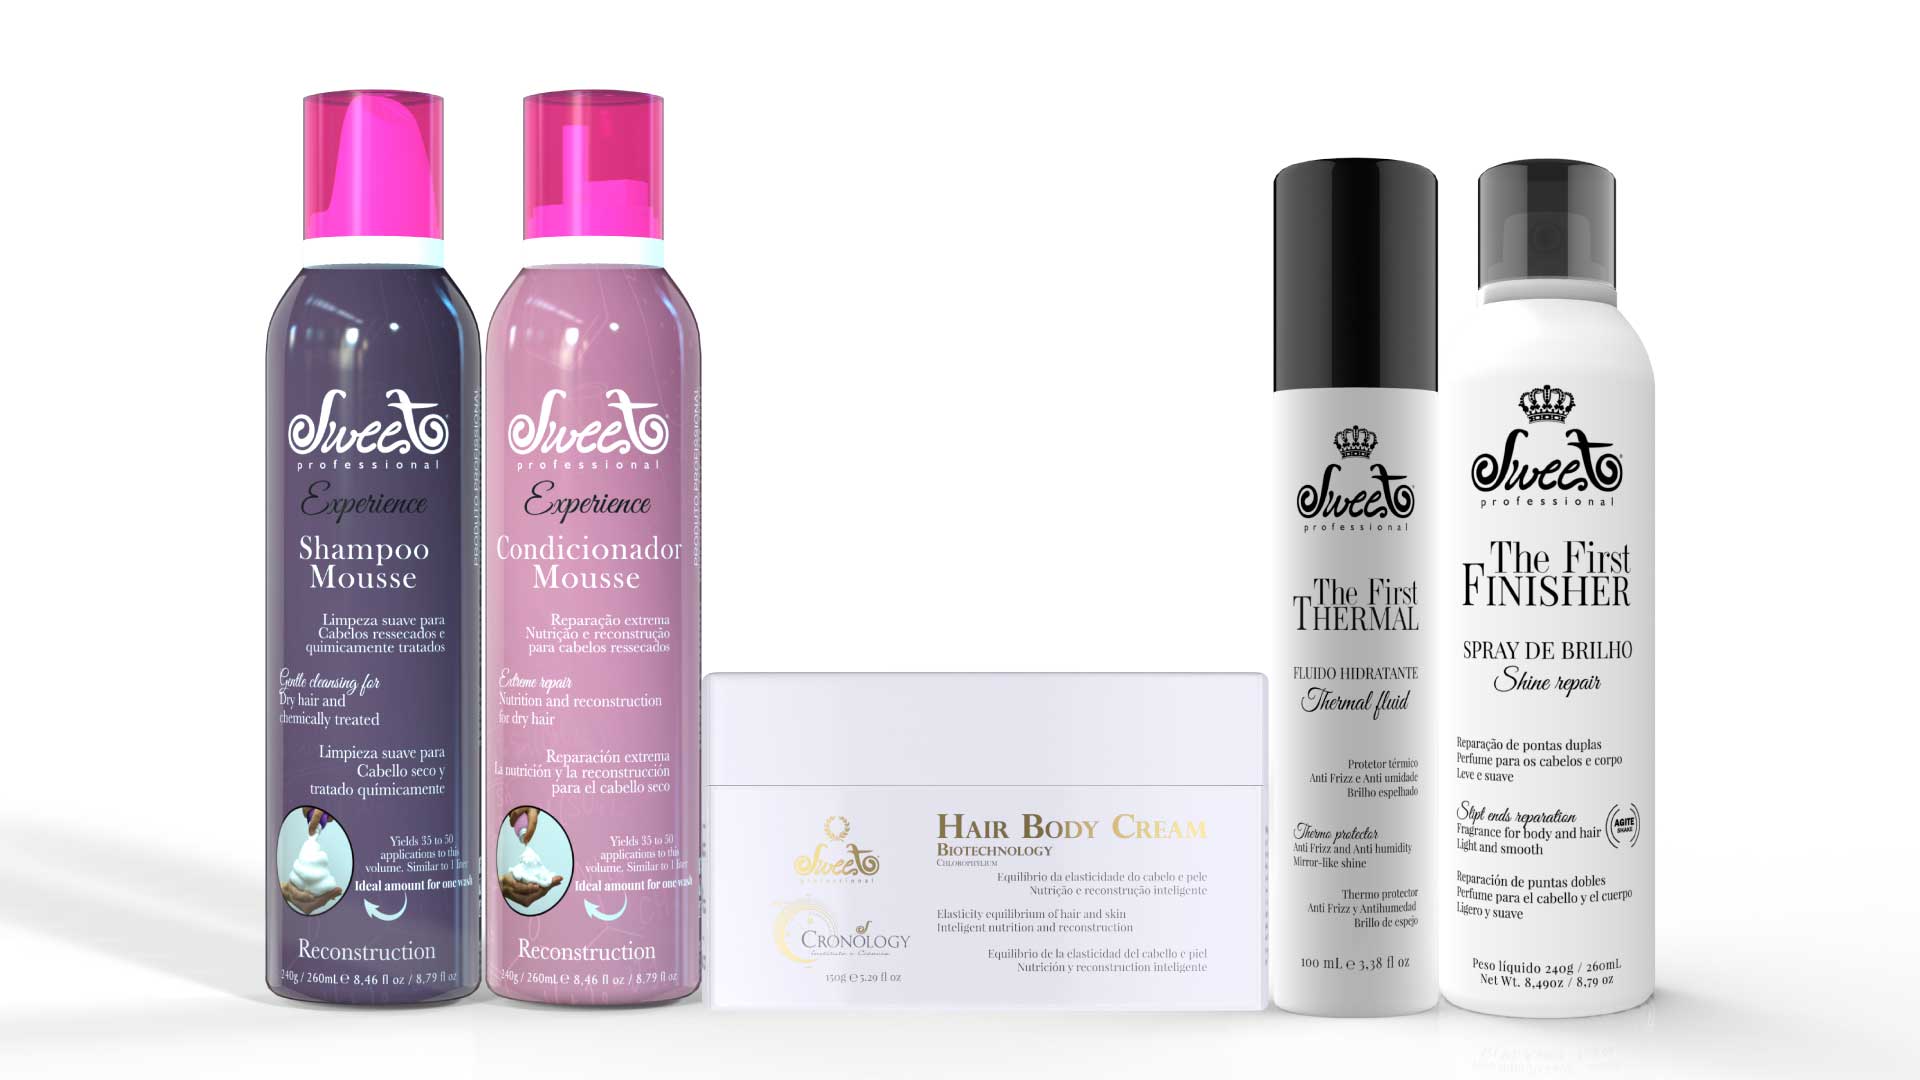 Sweet
professional
Experience
Shampoo
Mousse
Limpeza suave para
Cabelos ressecados e
quimicamente tratados
Gentle cleansing for
Dry hair and
chemically treated
Limpieza suave para
Cabello seco y
tratado químicamente
Yields 35 to 50
applications to this
volume. Similar to 1 liter
Ideal amount for one wash
Reconstruction
240g / 260mL e 8,46 fl oz / 8,79 fl oz
PRODUTO PROFISSIONAL
Sweet
professional
Experience
Condicionador
Mousse
Reparação extrema
Nutrição e reconstrução
para cabelos ressecados
Extreme repair
Nutrition and reconstruction
for dry hair
Reparación extrema
La nutrición y la reconstrucción
para el cabello seco
Yields 35 to 50
applications to this
volume. Similar to 1 liter
Ideal amount for one wash
Reconstruction
240g / 260mL e 8,46 fl oz / 8,79 fl oz
PRODUTO PROFISSIONAL
Sweet
professional
CRONOLOGY
150g e 5.29 fl oz
HAIR BODY CREAM
BIOTECHNOLOGY
CHLOROPHYLIUM
Equilíbrio da elasticidade do cabelo e pele
Nutrição e reconstrução inteligente
Elasticity equilibrium of hair and skin
Inteligent nutrition and reconstruction
Equilibrio de la elasticidad del cabello e piel
Nutrición y reconstruction inteligente
Sweet
professional
The First
THERMAL
FLUIDO HIDRATANTE
Thermal fluid
Protetor térmico
Anti Frizz e Anti umidade
Brilho espelhado
Thermo protector
Anti Frizz and Anti humidity
Mirror-like shine
Thermo protector
Anti Frizz y Antihumedad
Brillo de espejo
100 mL e 3,38 fl oz
Sweet
professional
The First
FINISHER
SPRAY DE BRILHO
Shine repair
Reparação de pontas duplas
Perfume para os cabelos e corpo
Leve e suave
Slipt ends reparation
Fragrance for body and hair
Light and smooth
AGITE
SHAKE
Reparación de puntas dobles
Perfume para el cabello y el cuerpo
Ligero y suave
Peso líquido 240g / 260mL
Net Wt. 8,49oz / 8,79 oz